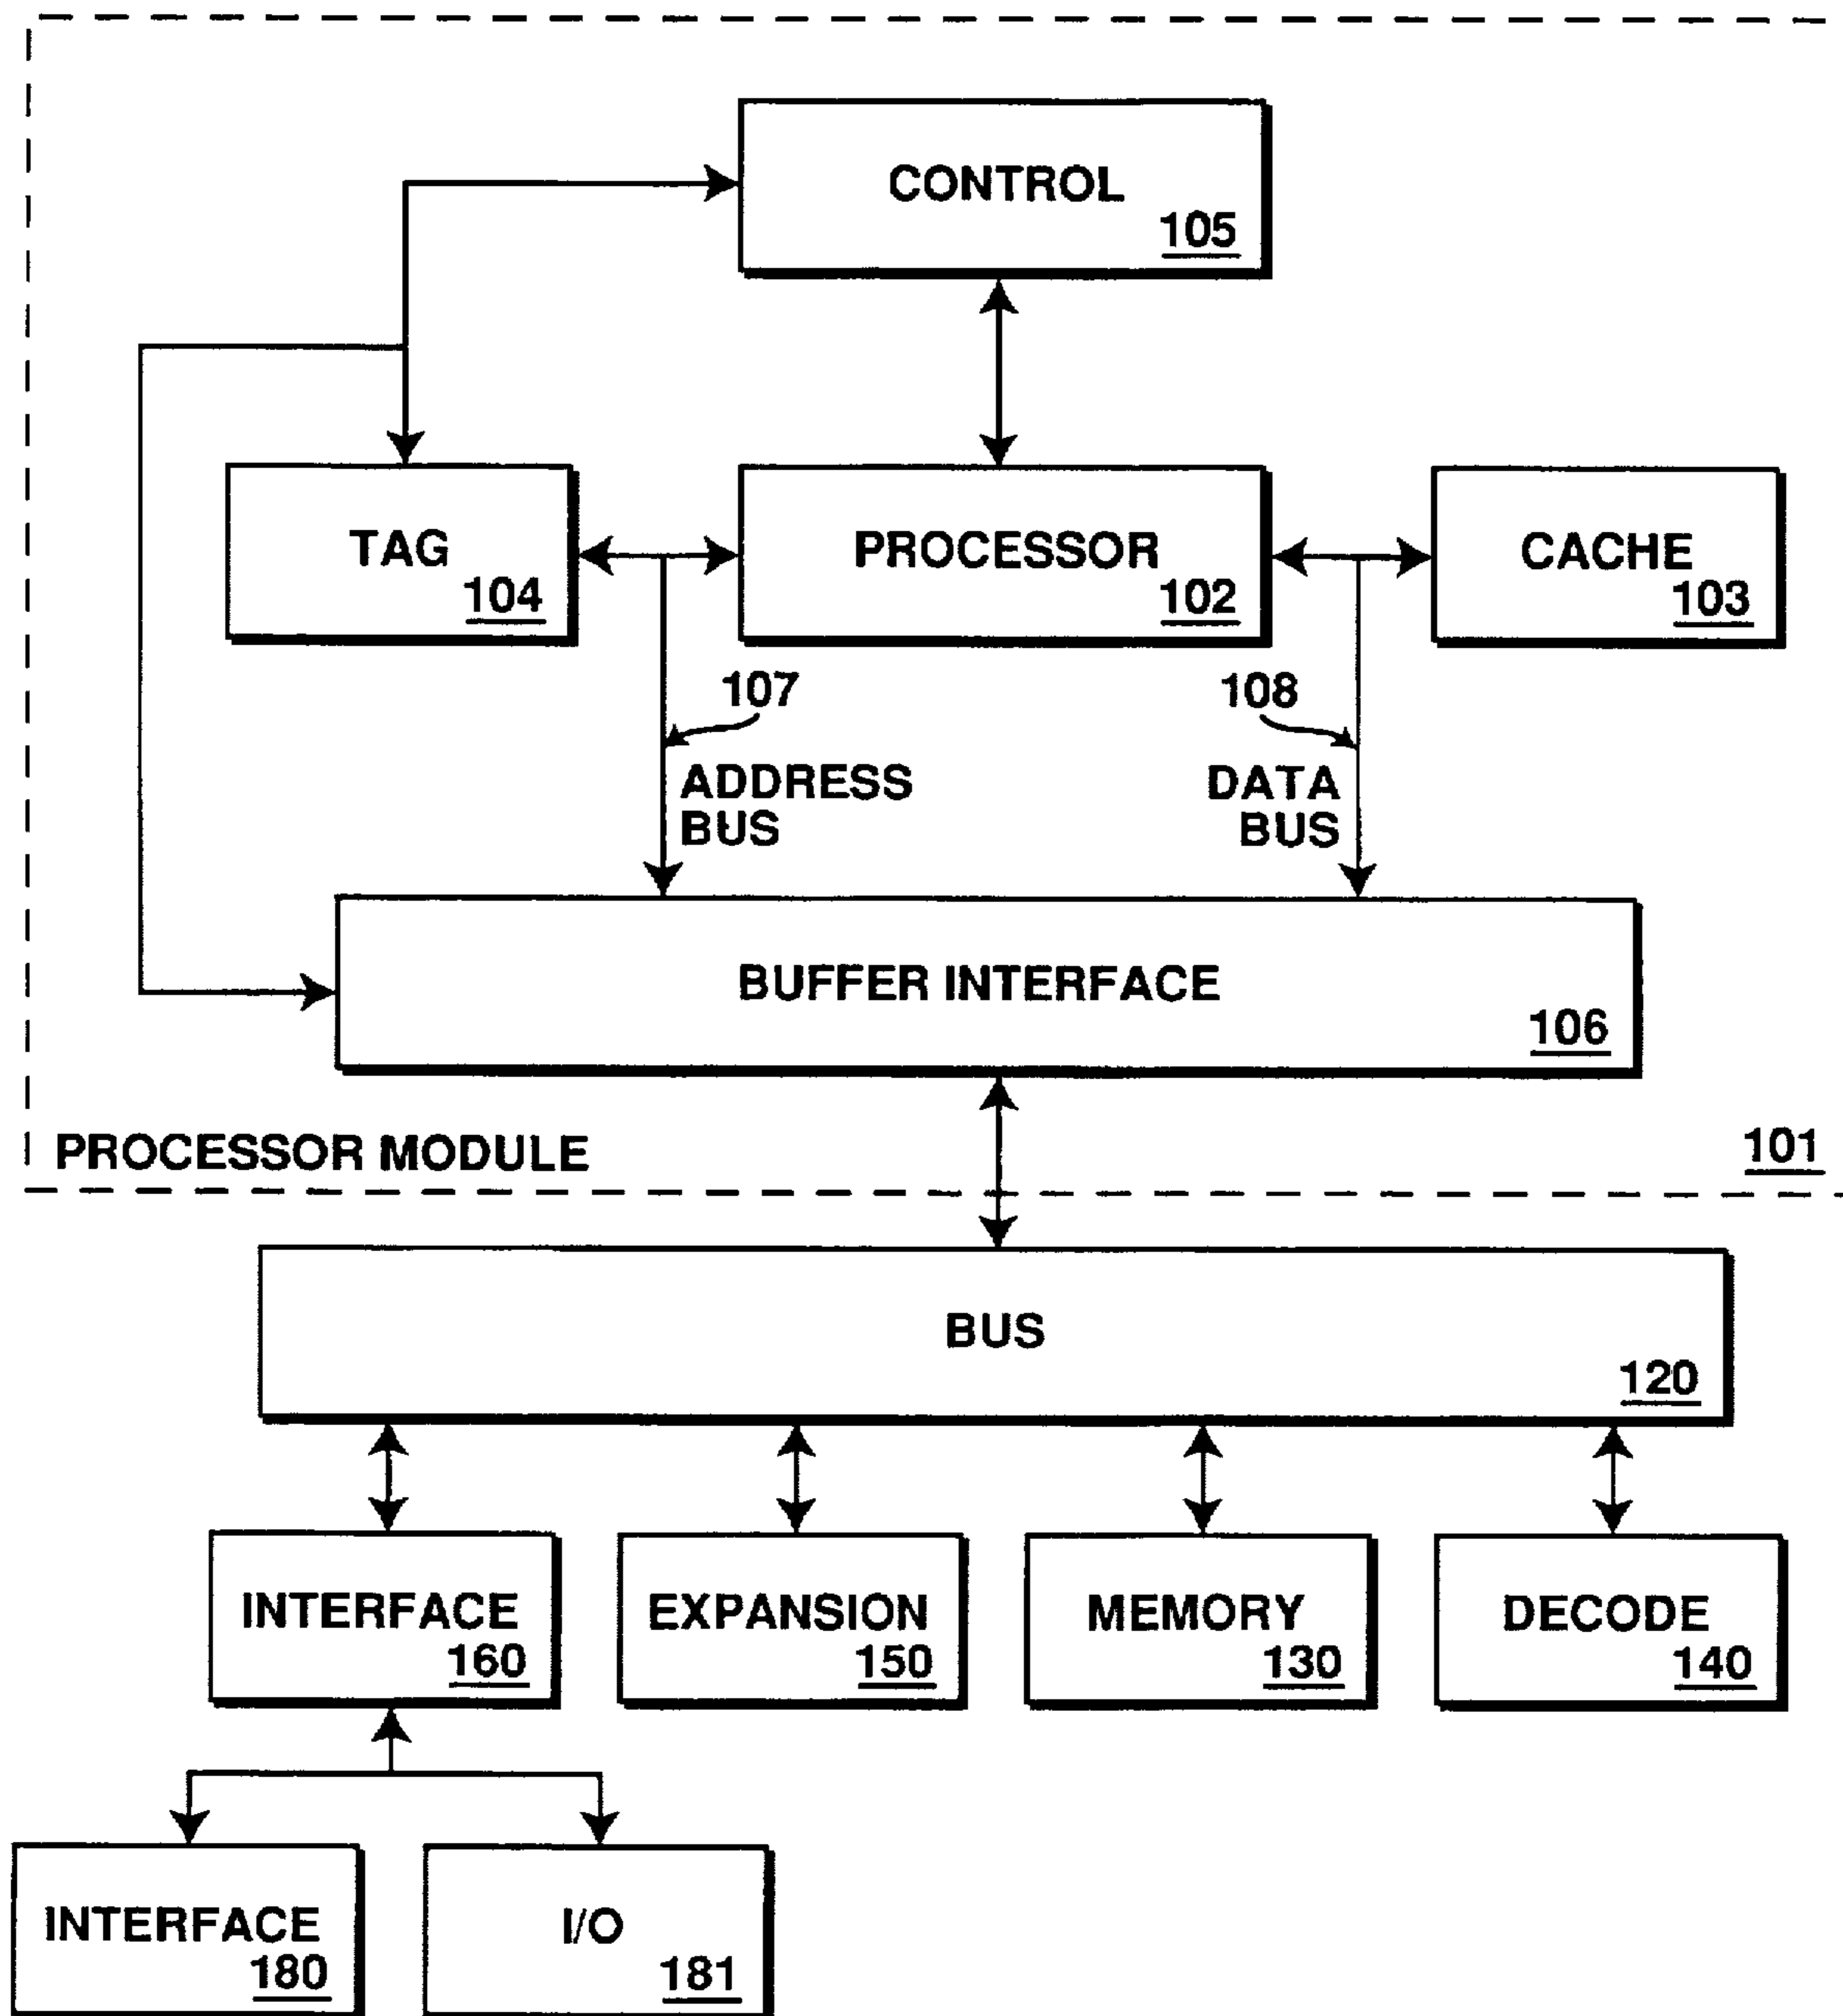 CONTROL
105
TAG
104
PROCESSOR
102
CACHE
103
107
108
ADDRESS
BUS
DATA
BUS
BUFFER INTERFACE
106
PROCESSOR MODULE
101
BUS
120
INTERFACE
160
EXPANSION
150
MEMORY
130
DECODE
140
INTERFACE
180
I/O
181